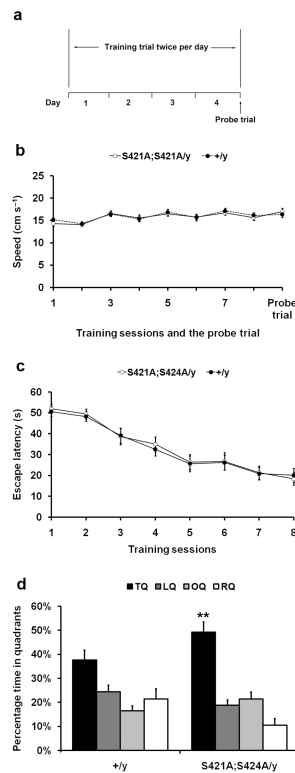 a
Training trial twice per day
Day 1 2 3 4
Probe trial
b
S421A;S421A/y +/y
Speed (cm s⁻¹)
25
20
15
10
5
0
1 3 5 7 Probe trial
Training sessions and the probe trial
c
S421A;S424A/y +/y
Escape latency (s)
60
50
40
30
20
10
0
1 2 3 4 5 6 7 8
Training sessions
d
TQ LQ OQ RQ
Percentage time in quadrants
60%
50%
40%
30%
20%
10%
0%
**
+/y S421A;S424A/y